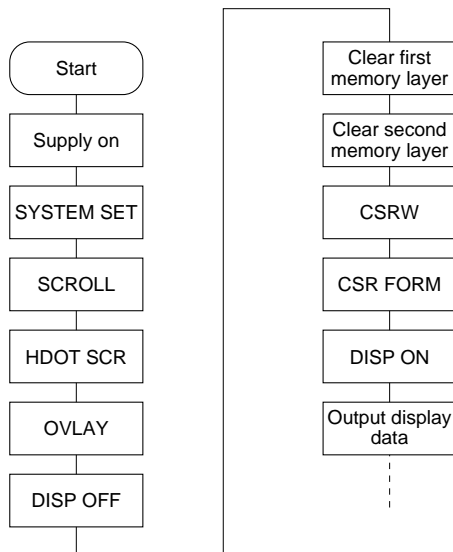 Start
Supply on
SYSTEM SET
SCROLL
HDOT SCR
OVLAY
DISP OFF
Clear first
memory layer
Clear second
memory layer
CSRW
CSR FORM
DISP ON
Output display
data